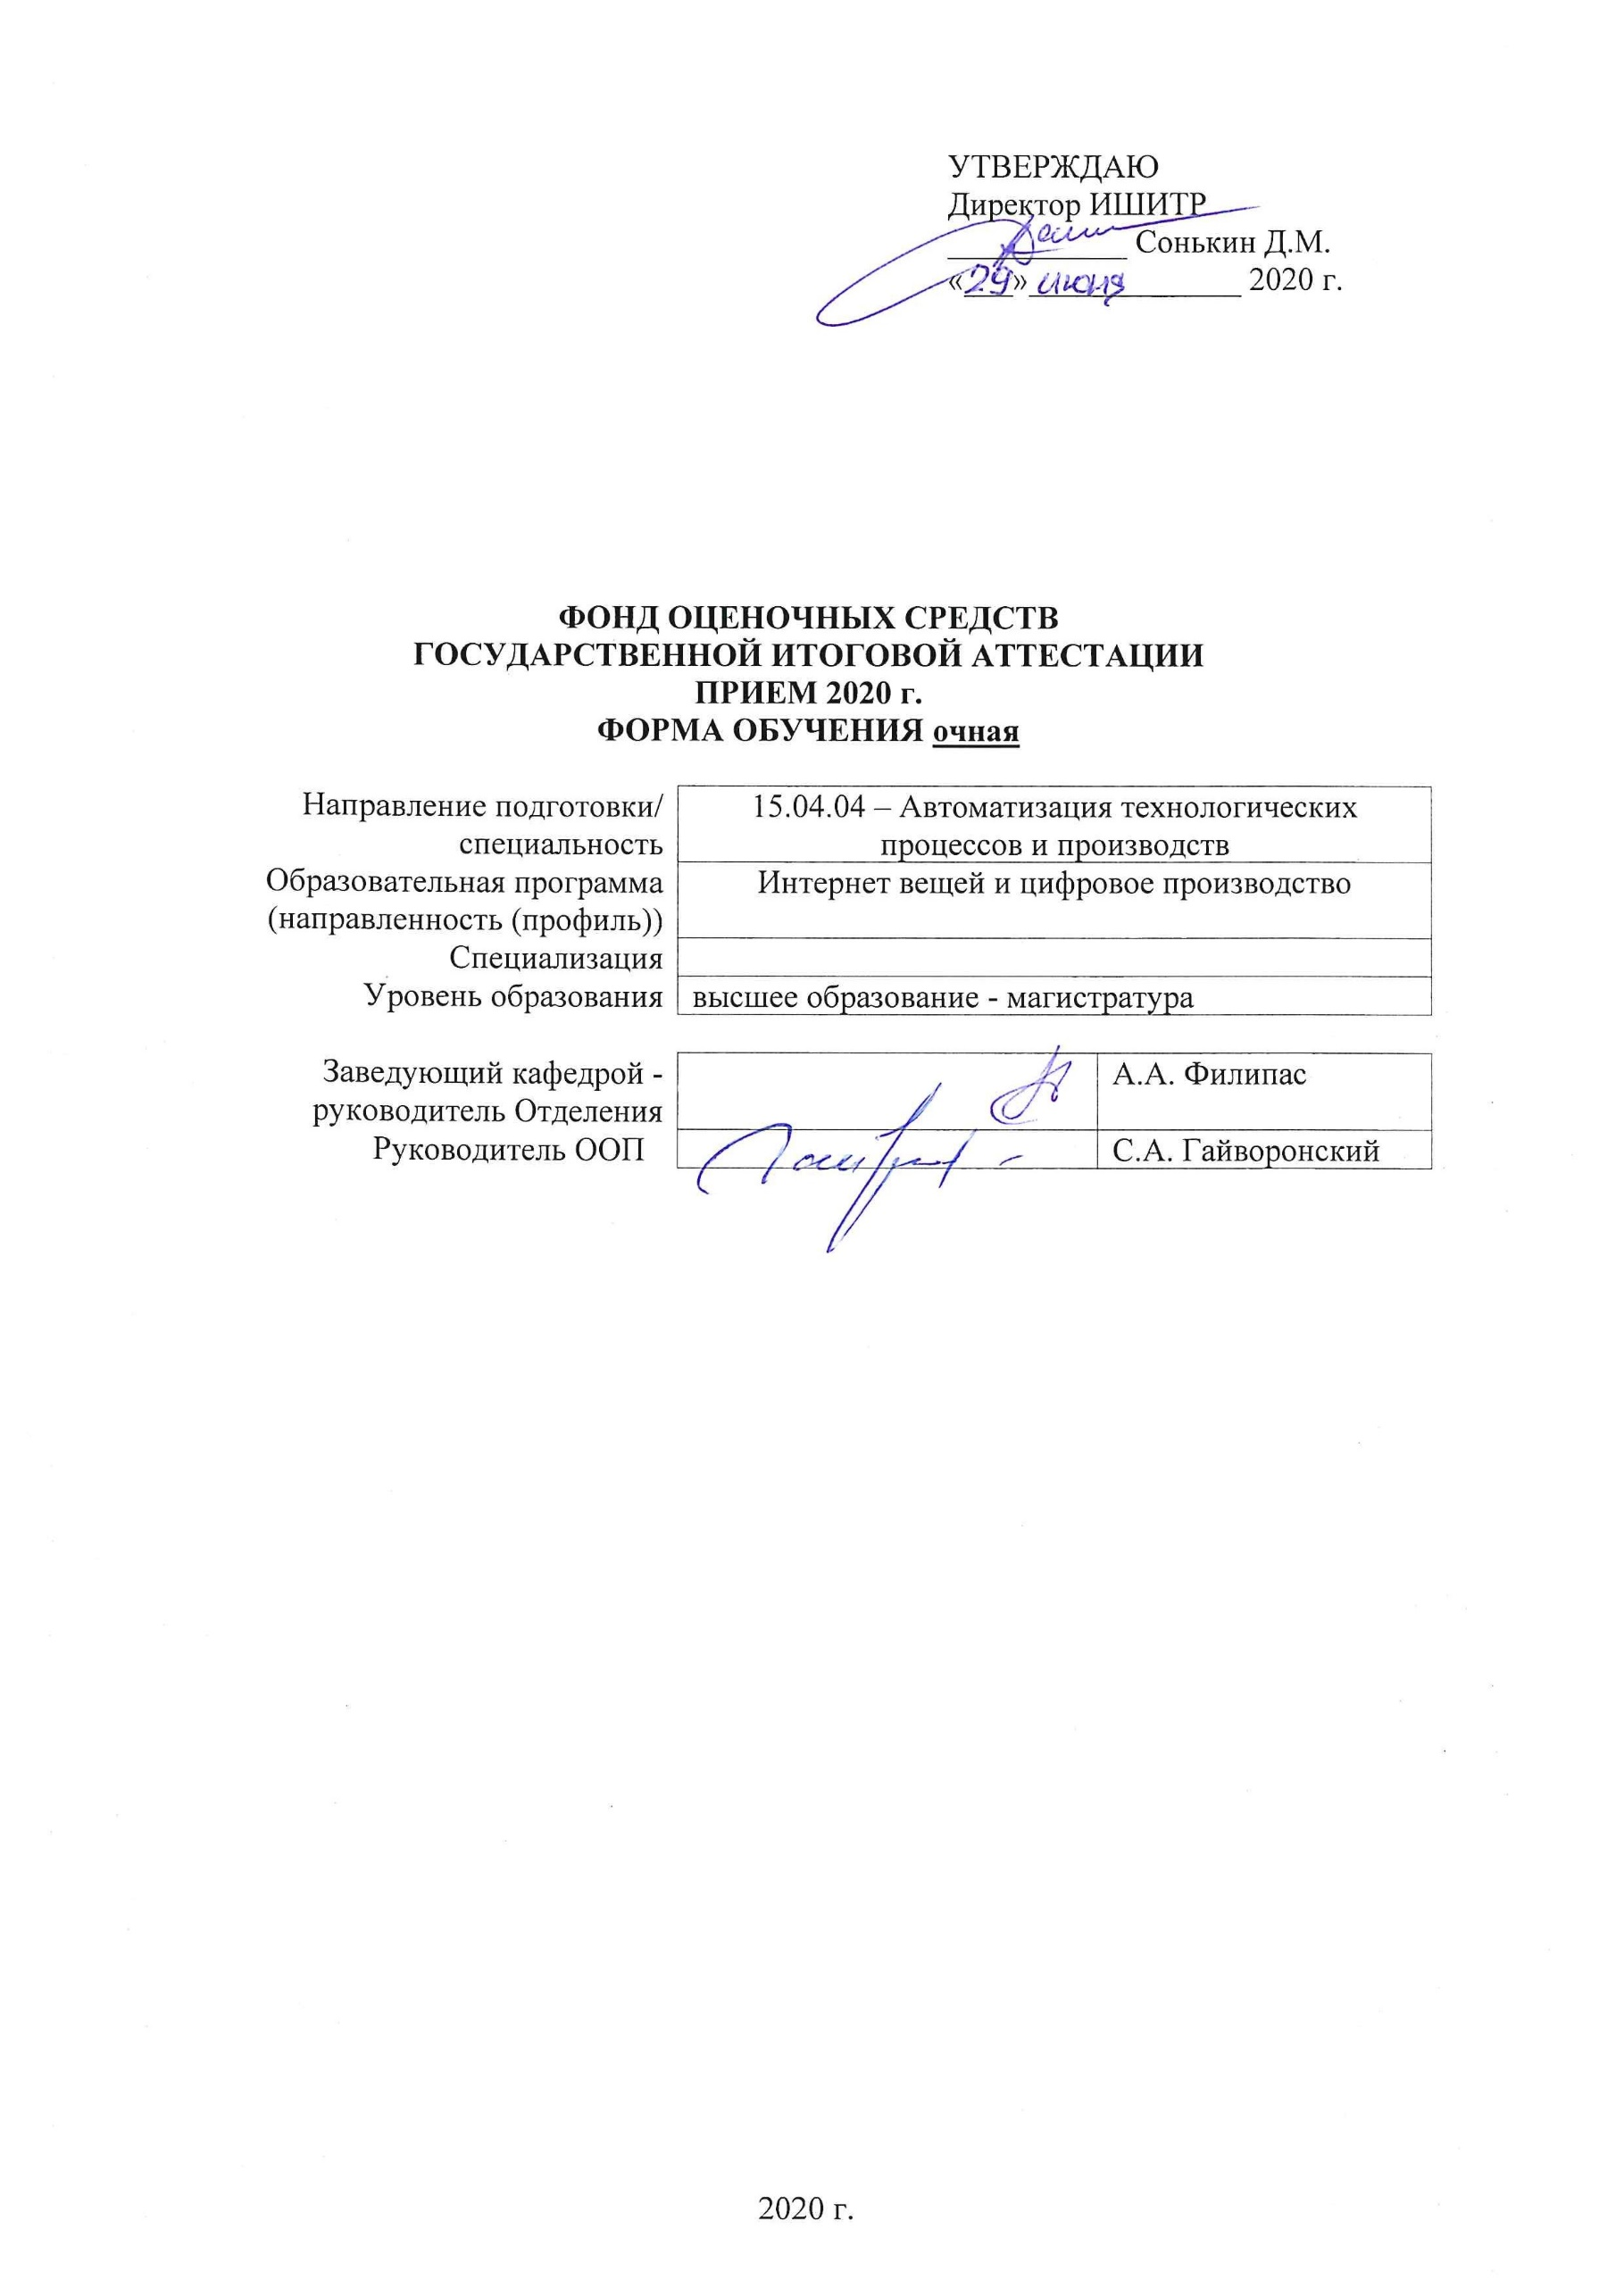 УТВЕРЖДАЮ
Директор ИШИТР
Сонькин Д.М.
«29» июня 2020 г.
ФОНД ОЦЕНОЧНЫХ СРЕДСТВ
ГОСУДАРСТВЕННОЙ ИТОГОВОЙ АТТЕСТАЦИИ
ПРИЕМ 2020 г.
ФОРМА ОБУЧЕНИЯ очная
Направление подготовки/ 15.04.04 – Автоматизация технологических
специальность процессов и производств
Образовательная программа Интернет вещей и цифровое производство
(направленность (профиль))
Специализация
Уровень образования высшее образование - магистратура
Заведующий кафедрой - А.А. Филипас
руководитель Отделения
Руководитель ООП С.А. Гайворонский
2020 г.